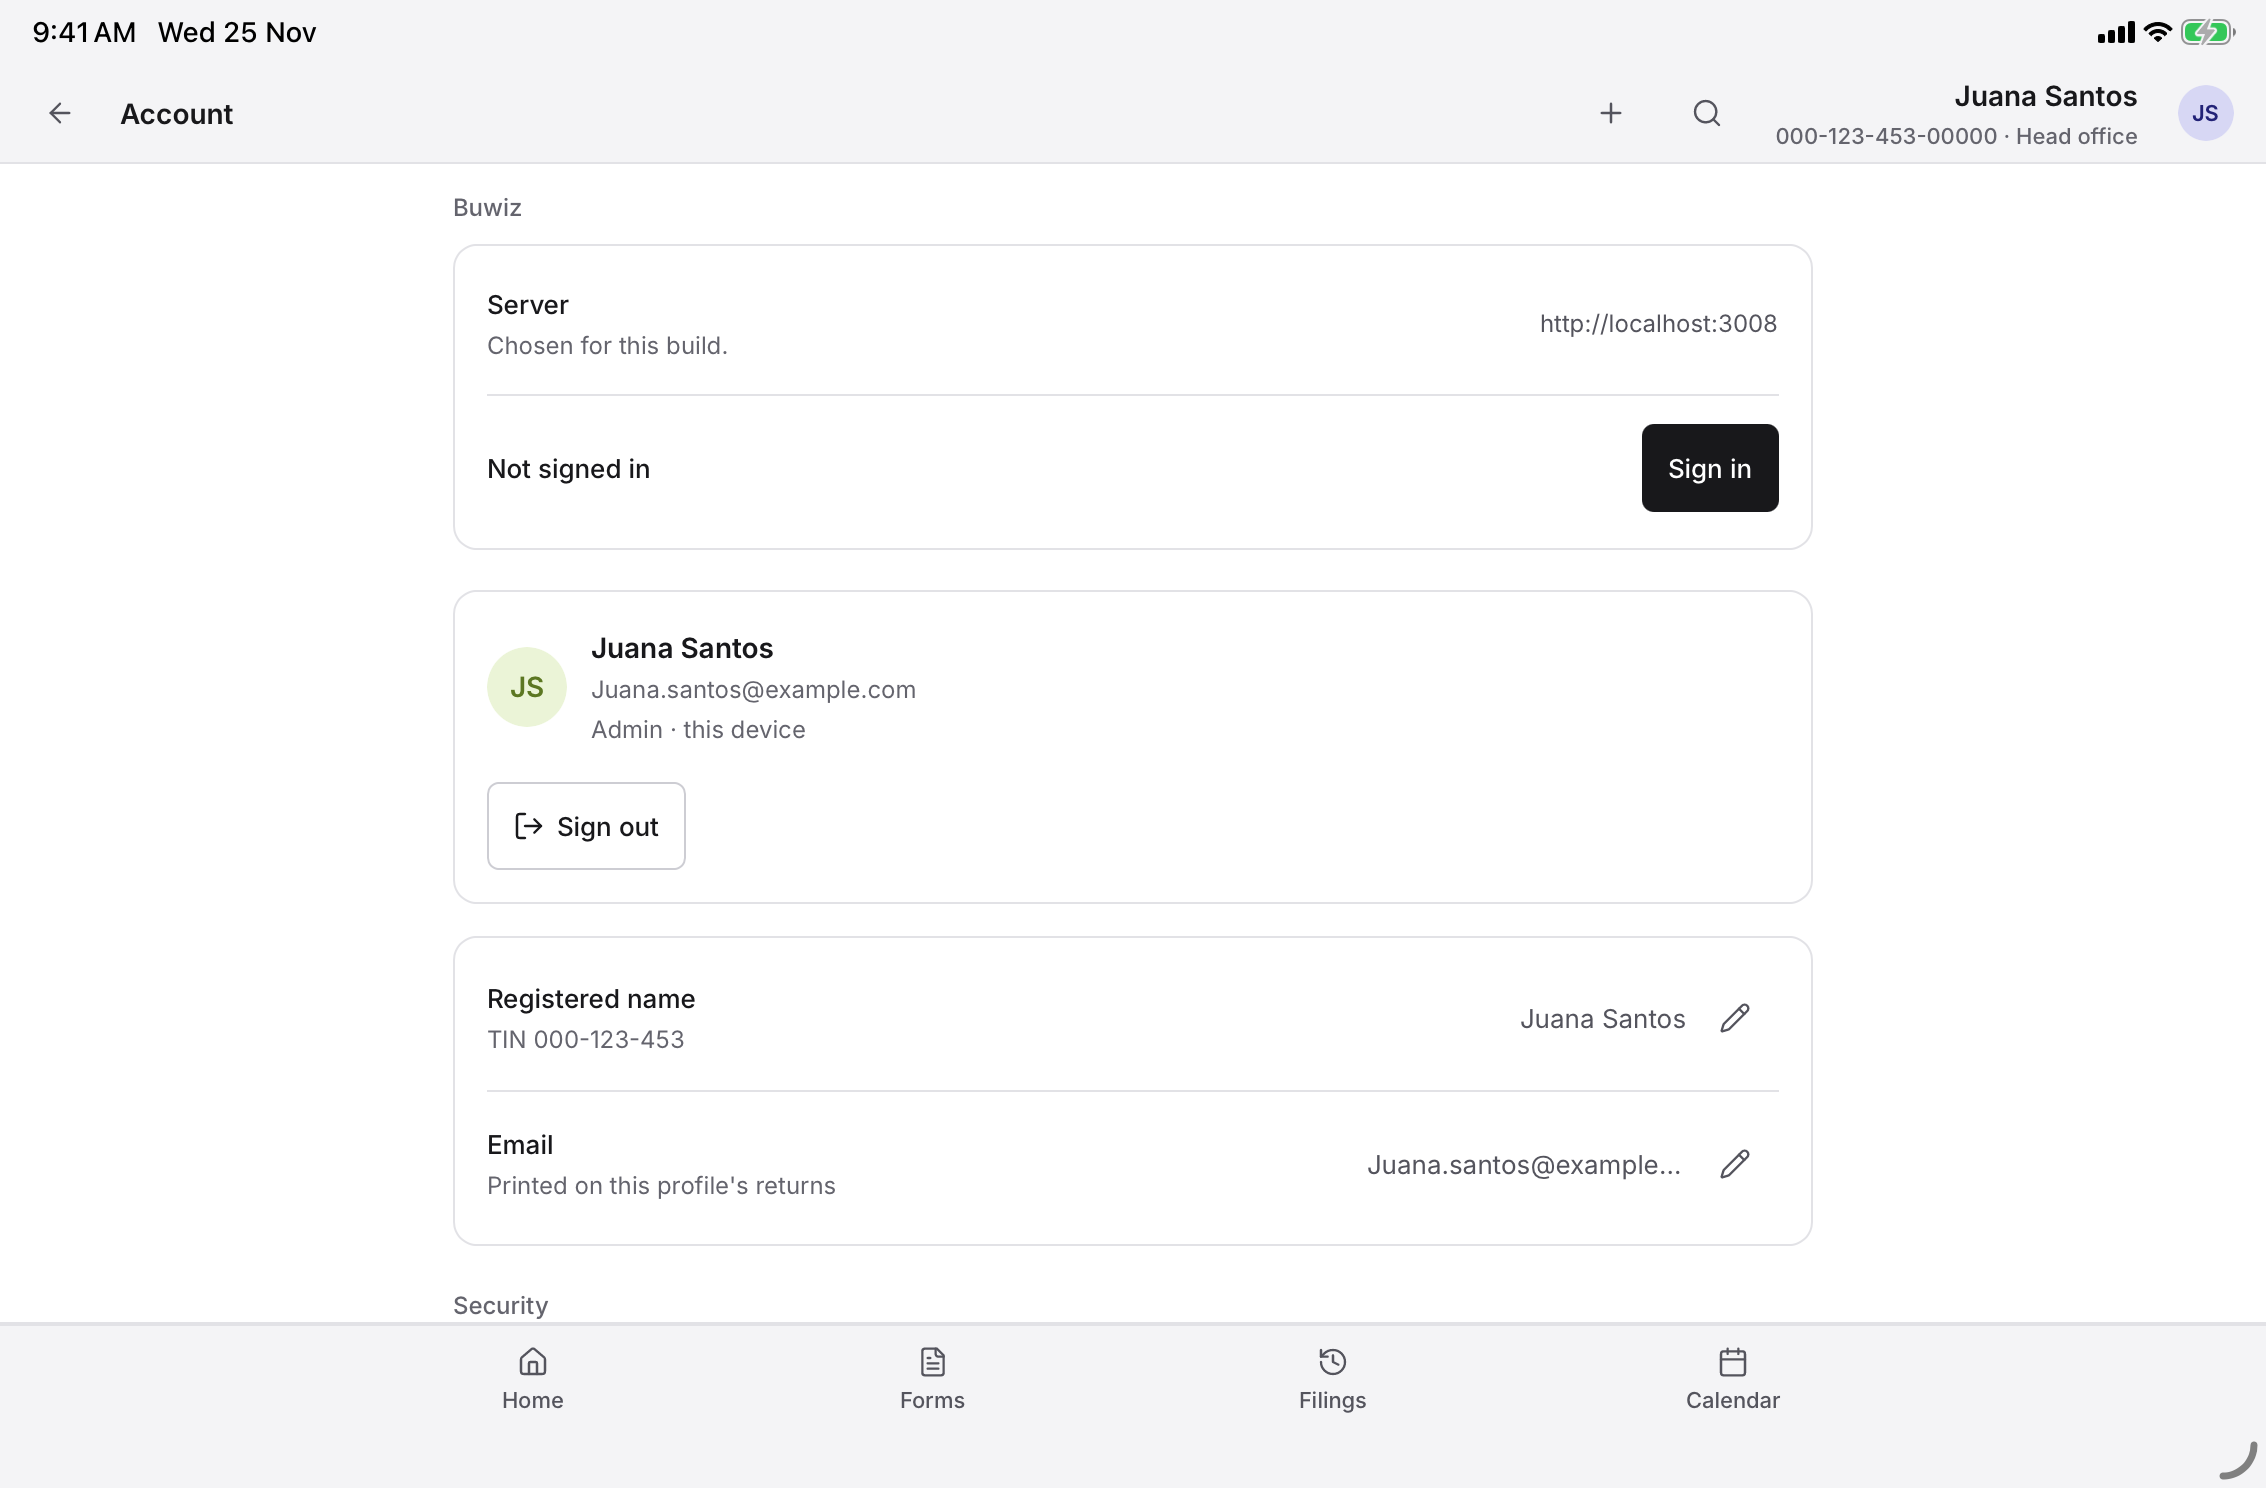 9:41 AM Wed 25 Nov
Account
Juana Santos
000-123-453-00000 · Head office
JS
Buwiz
Server
Chosen for this build.
http://localhost:3008
Not signed in
Sign in
JS
Juana Santos
Juana.santos@example.com
Admin · this device
Sign out
Registered name
TIN 000-123-453
Juana Santos
Email
Printed on this profile's returns
Juana.santos@example...
Security
Home
Forms
Filings
Calendar